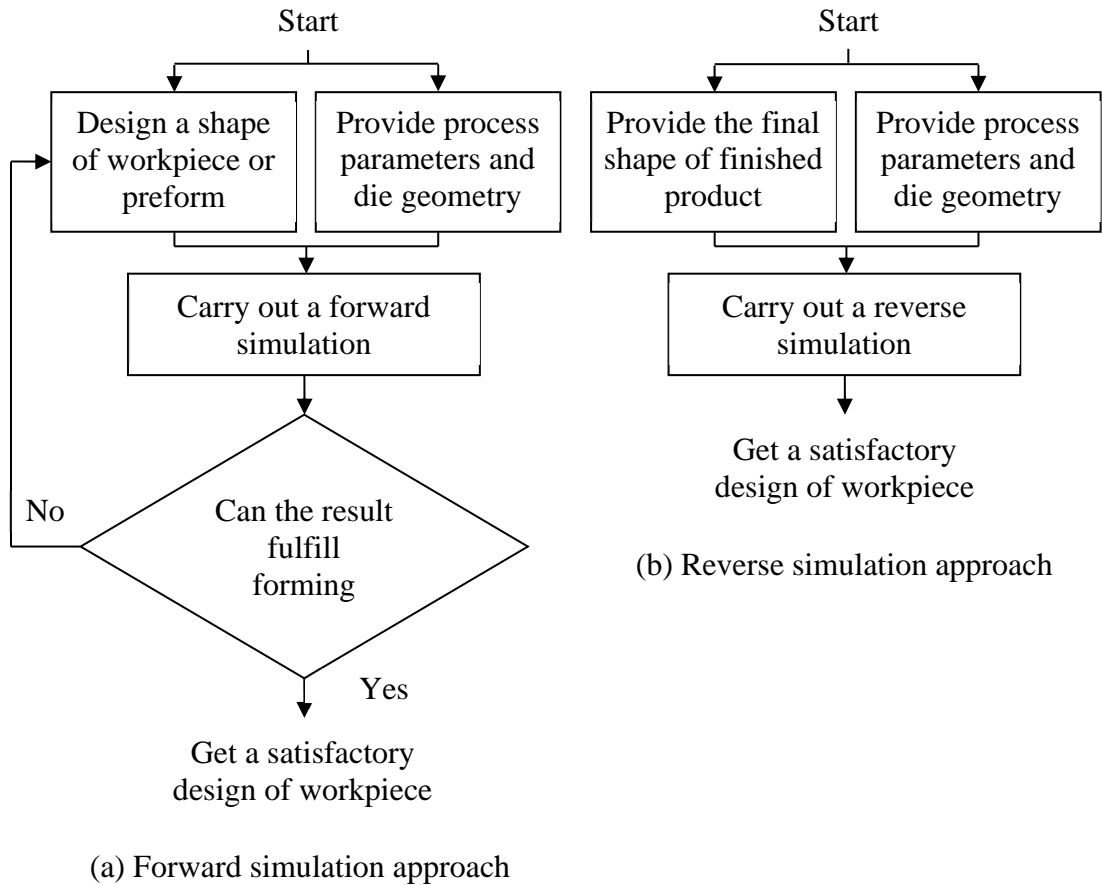 Start
Design a shape
of workpiece or
preform
Provide process
parameters and
die geometry
Carry out a forward
simulation
No
Can the result
fulfill
forming
Yes
Get a satisfactory
design of workpiece
(a) Forward simulation approach
Start
Provide the final
shape of finished
product
Provide process
parameters and
die geometry
Carry out a reverse
simulation
Get a satisfactory
design of workpiece
(b) Reverse simulation approach